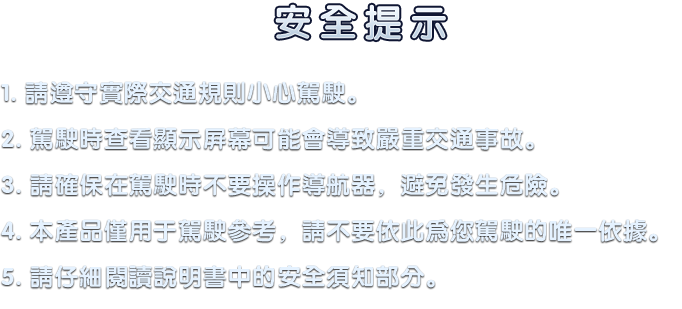 安全提示
1. 請遵守實際交通規則小心駕駛。
2. 駕駛時查看顯示屏幕可能會導致嚴重交通事故。
3. 請確保在駕駛時不要操作導航器，避免發生危險。
4. 本產品僅用于駕駛參考，請不要依此為您駕駛的唯一依據。
5. 請仔細閱讀說明書中的安全須知部分。